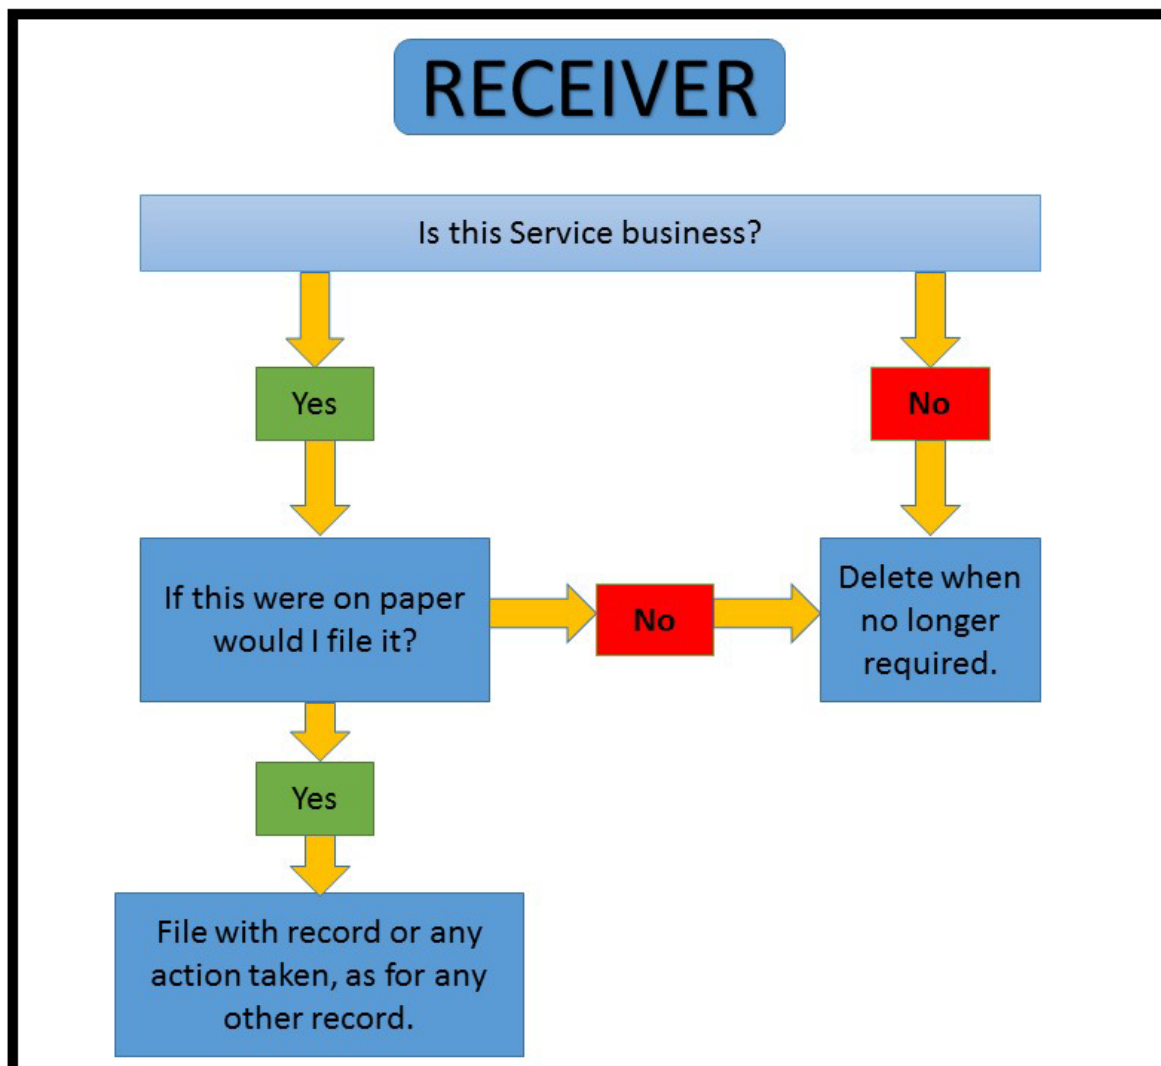 RECEIVER
Is this Service business?
Yes
No
If this were on paper
would I file it?
No
Delete when
no longer
required.
Yes
File with record or any
action taken, as for any
other record.